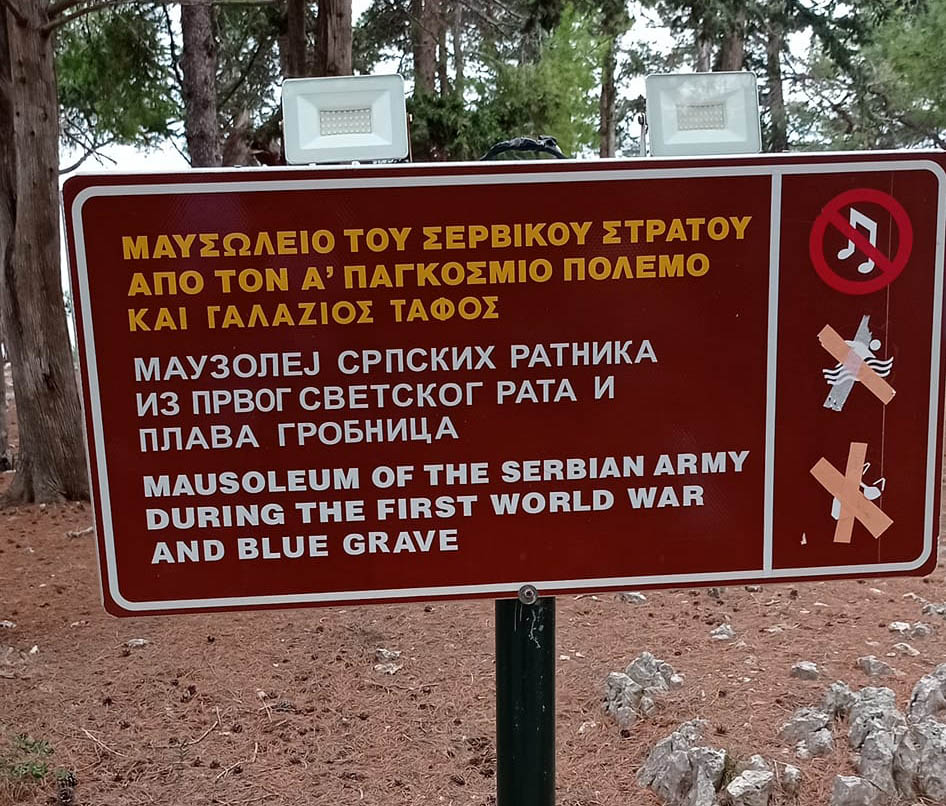 ΜΑΥΣΩΛΕΙΟ ΤΟΥ ΣΕΡΒΙΚΟΥ ΣΤΡΑΤΟΥ
ΑΠΟ ΤΟΝ Α’ ΠΑΓΚΟΣΜΙΟ ΠΟΛΕΜΟ
ΚΑΙ ΓΑΛΑΖΙΟΣ ΤΑΦΟΣ
МАУЗОЛЕЈ СРПСКИХ РАТНИКА
ИЗ ПРВОГ СВЕТСКОГ РАТА И
ПЛАВА ГРОБНИЦА
MAUSOLEUM OF THE SERBIAN ARMY
DURING THE FIRST WORLD WAR
AND BLUE GRAVE